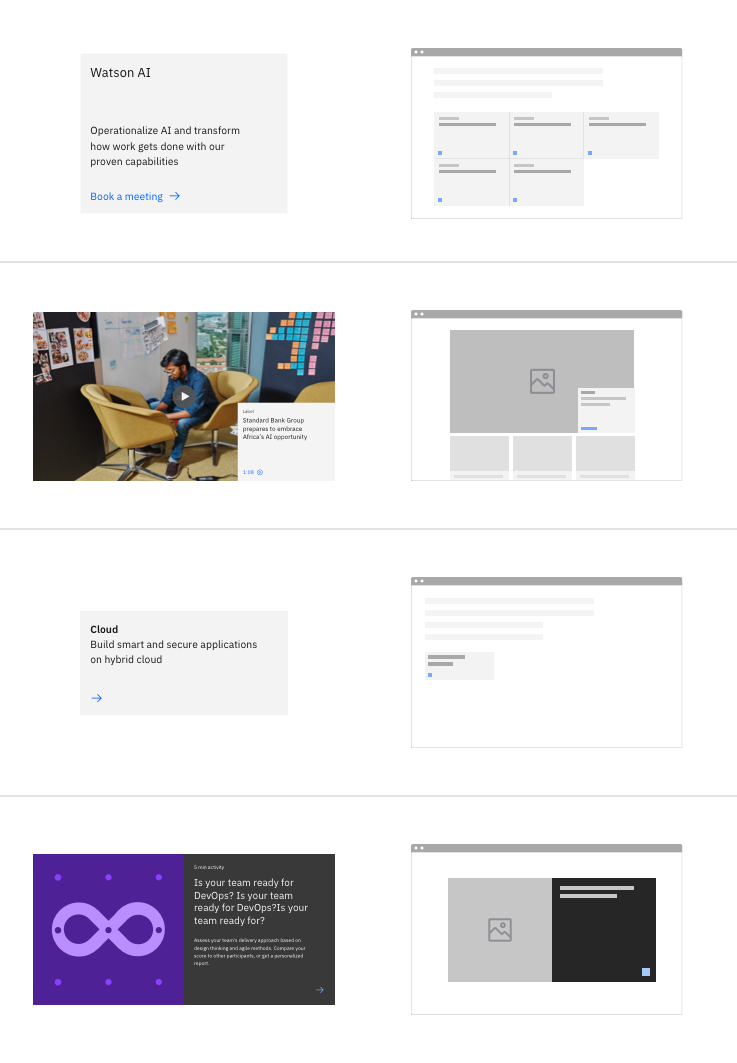 Watson AI
Operationalize AI and transform
how work gets done with our
proven capabilities
Book a meeting
Label
Standard Bank Group
prepares to embrace
Africa's AI opportunity
1:08
Cloud
Build smart and secure applications
on hybrid cloud
5 min activity
Is your team ready for
DevOps? Is your team
ready for DevOps?Is your
team ready for?
Assess your team's delivery approach based on
design thinking and agile methods. Compare your
score to other participants, or get a personalized
report.